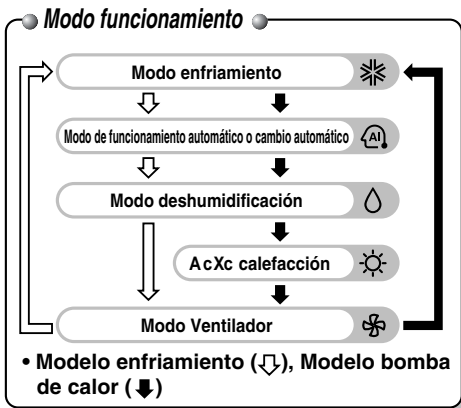 Modo funcionamiento
Modo enfriamiento
Modo de funcionamiento automático o cambio automático
AI
Modo deshumidificación
AcXc calefacción
Modo Ventilador
• Modelo enfriamiento (⇩), Modelo bomba
de calor (⬇)